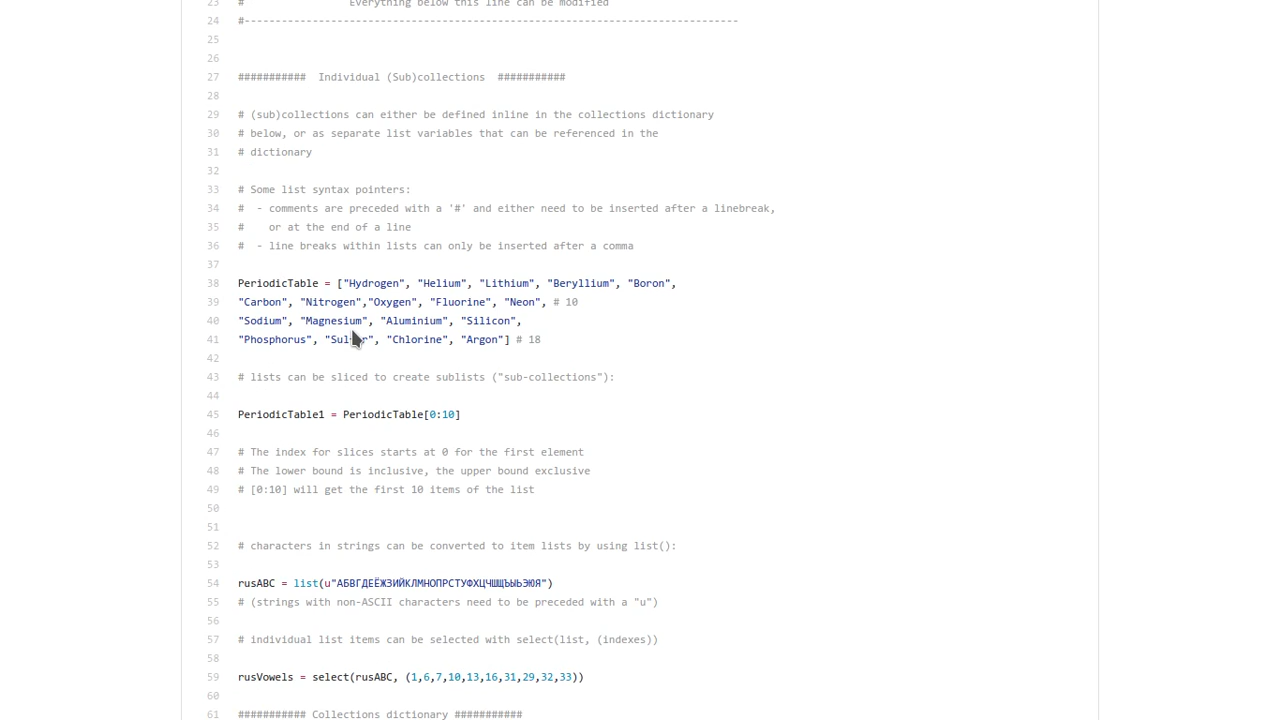 23 # Everything below this line can be modified
24 #--------------------------------------------------------------------------------
25
26
27 ########### Individual (Sub)collections ###########
28
29 # (sub)collections can either be defined inline in the collections dictionary
30 # below, or as separate list variables that can be referenced in the
31 # dictionary
32
33 # Some list syntax pointers:
34 # - comments are preceded with a '#' and either need to be inserted after a linebreak,
35 # or at the end of a line
36 # - line breaks within lists can only be inserted after a comma
37
38 PeriodicTable = ["Hydrogen", "Helium", "Lithium", "Beryllium", "Boron",
39 "Carbon", "Nitrogen","Oxygen", "Fluorine", "Neon", # 10
40 "Sodium", "Magnesium", "Aluminium", "Silicon",
41 "Phosphorus", "Sulfur", "Chlorine", "Argon"] # 18
42
43 # lists can be sliced to create sublists ("sub-collections"):
44
45 PeriodicTable1 = PeriodicTable[0:10]
46
47 # The index for slices starts at 0 for the first element
48 # The lower bound is inclusive, the upper bound exclusive
49 # [0:10] will get the first 10 items of the list
50
51
52 # characters in strings can be converted to item lists by using list():
53
54 rusABC = list(u"АБВГДЕЁЖЗИЙКЛМНОПРСТУФХЦЧШЩЪЫЬЭЮЯ")
55 # (strings with non-ASCII characters need to be preceded with a "u")
56
57 # individual list items can be selected with select(list, (indexes))
58
59 rusVowels = select(rusABC, (1,6,7,10,13,16,31,29,32,33))
60
61 ########### Collections dictionary ###########